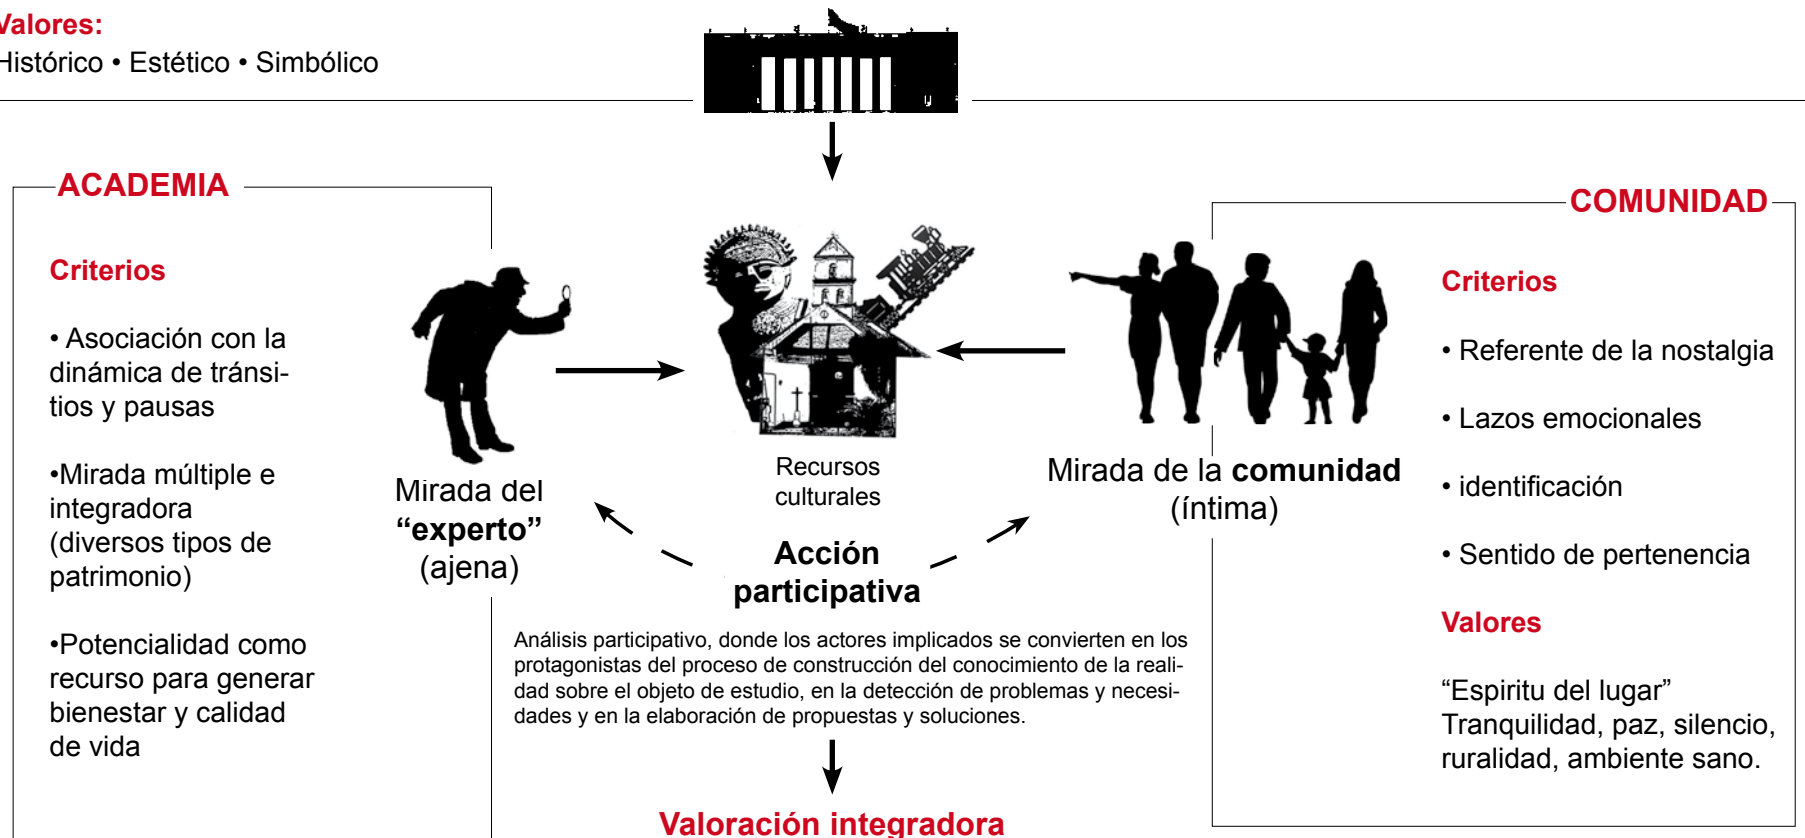 Valores:
Histórico • Estético • Simbólico
ACADEMIA
Criterios
• Asociación con la
dinámica de tránsi-
tios y pausas
•Mirada múltiple e
integradora
(diversos tipos de
patrimonio)
•Potencialidad como
recurso para generar
bienestar y calidad
de vida
Mirada del
“experto”
(ajena)
Recursos
culturales
Acción
participativa
Análisis participativo, donde los actores implicados se convierten en los
protagonistas del proceso de construcción del conocimiento de la reali-
dad sobre el objeto de estudio, en la detección de problemas y necesi-
dades y en la elaboración de propuestas y soluciones.
Valoración integradora
Mirada de la comunidad
(íntima)
COMUNIDAD
Criterios
• Referente de la nostalgia
• Lazos emocionales
• identificación
• Sentido de pertenencia
Valores
“Espiritu del lugar”
Tranquilidad, paz, silencio,
ruralidad, ambiente sano.